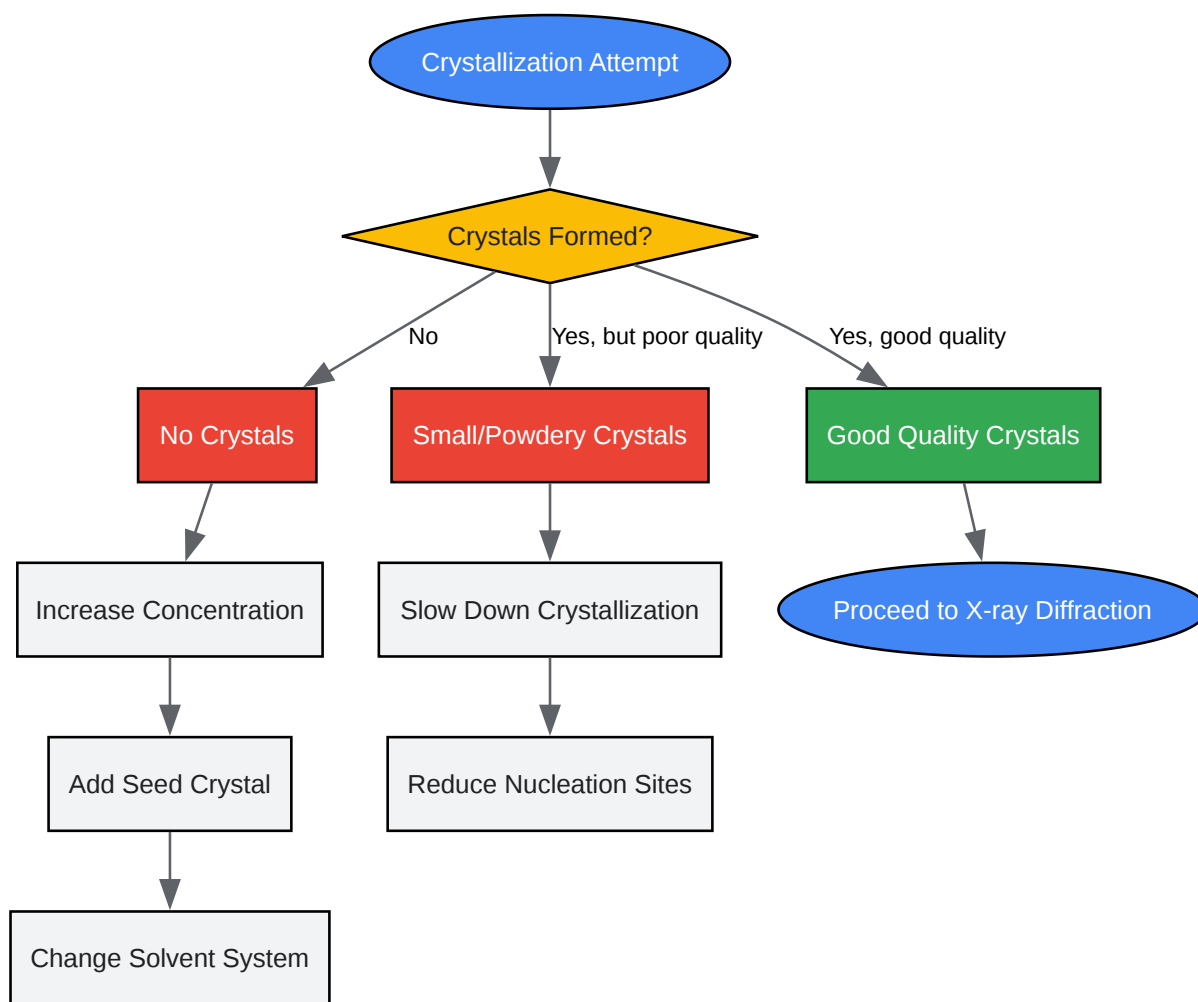 Crystallization Attempt
Crystals Formed?
No
Yes, but poor quality
Yes, good quality
No Crystals
Small/Powdery Crystals
Good Quality Crystals
Increase Concentration
Slow Down Crystallization
Proceed to X-ray Diffraction
Add Seed Crystal
Reduce Nucleation Sites
Change Solvent System